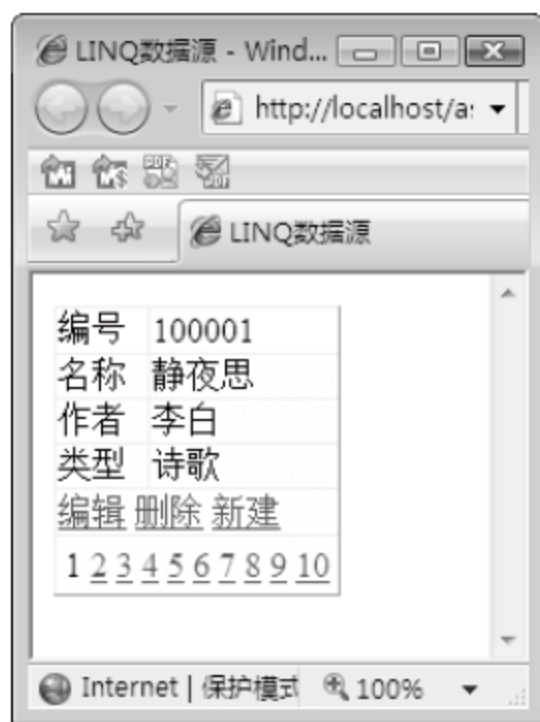 LINQ数据源 - Wind...
http://localhost/a
LINQ数据源
编号 100001
名称 静夜思
作者 李白
类型 诗歌
编辑 删除 新建
1 2 3 4 5 6 7 8 9 10
Internet | 保护模式 100%